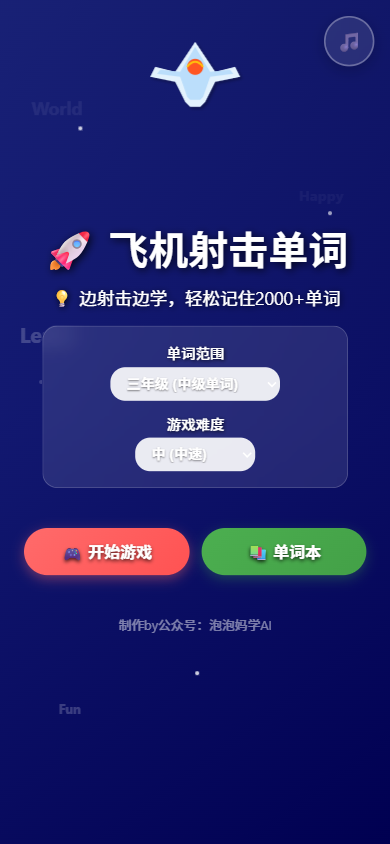 World
Happy
飞机射击单词
边射击边学，轻松记住2000+单词
Le
单词范围
三年级 (中级单词)
游戏难度
中 (中速)
开始游戏
单词本
制作by公众号：泡泡妈学AI
Fun